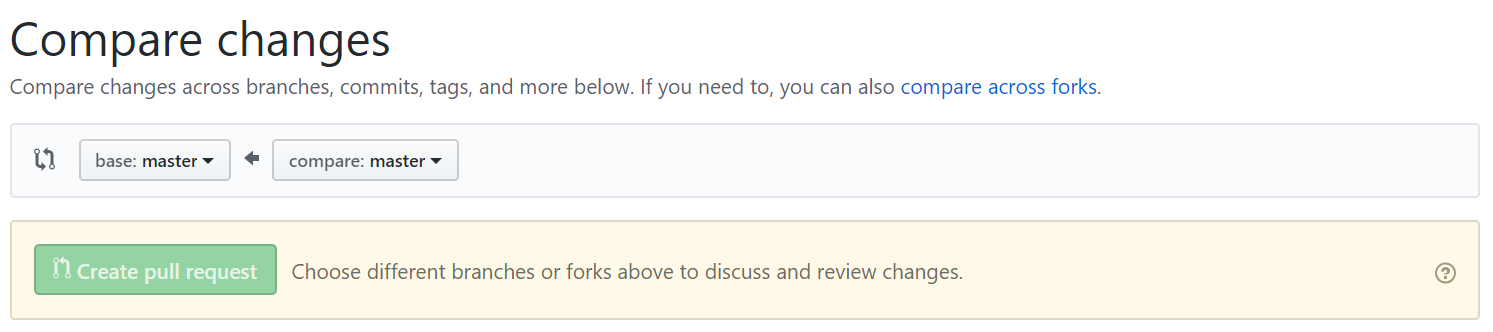 Compare changes
Compare changes across branches, commits, tags, and more below. If you need to, you can also compare across forks.
base: master compare: master
Create pull request Choose different branches or forks above to discuss and review changes.